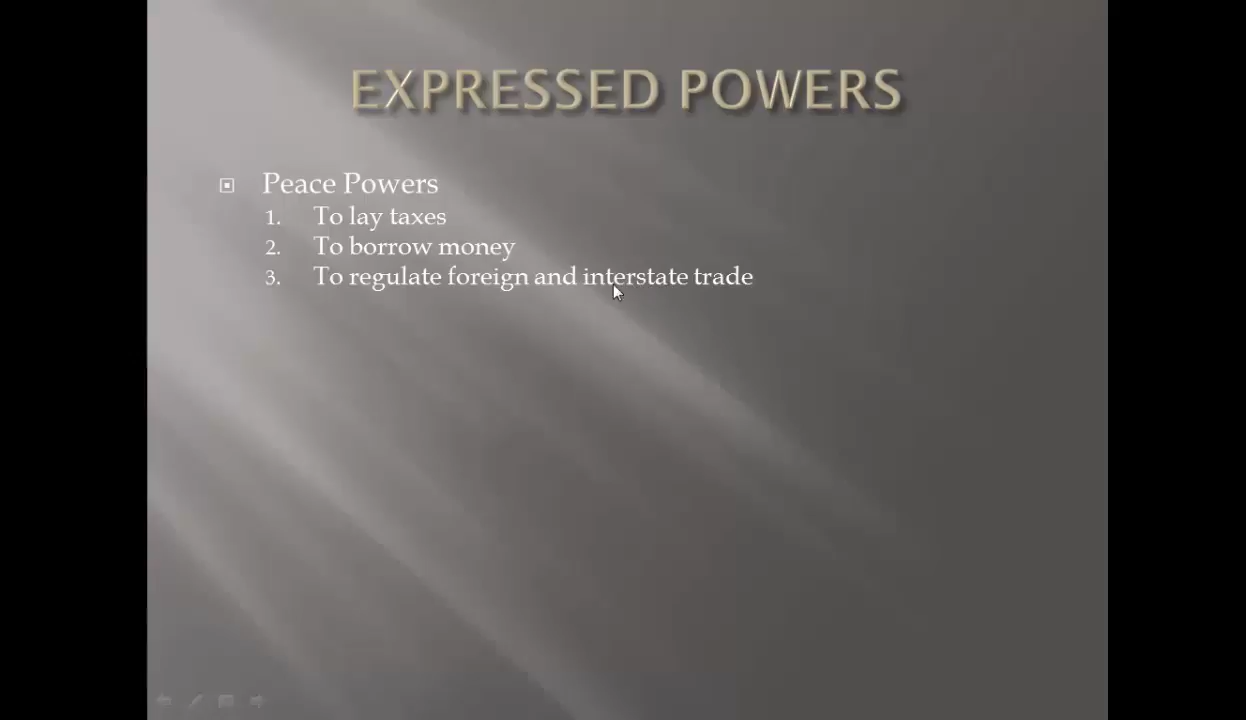 EXPRESSED POWERS
Peace Powers
1. To lay taxes
2. To borrow money
3. To regulate foreign and interstate trade